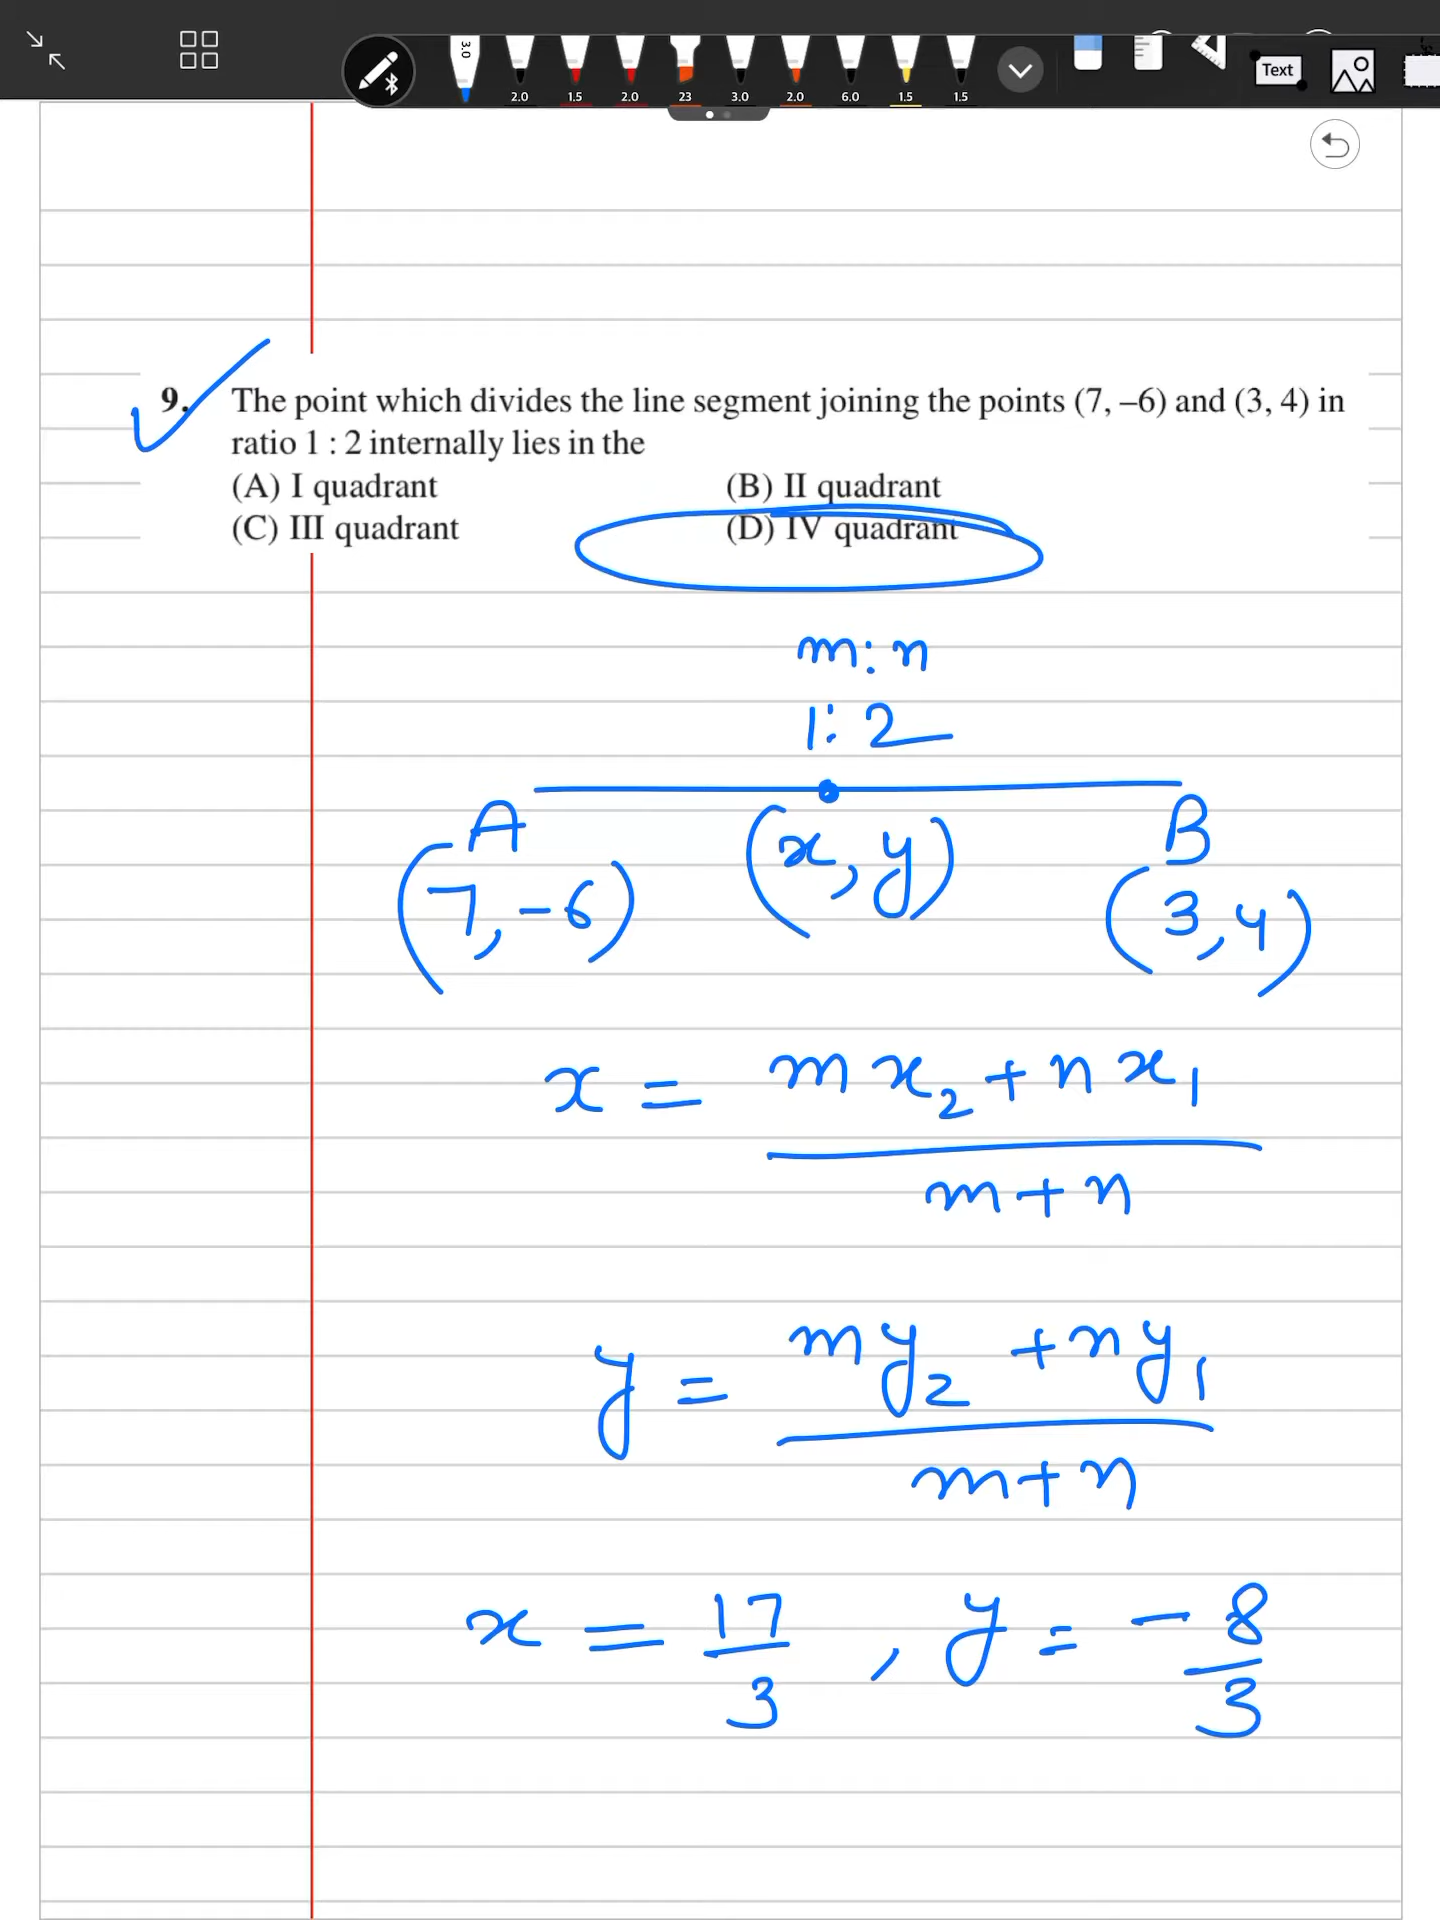 3.0 2.0 1.5 2.0 23 3.0 2.0 6.0 1.5 1.5 Text
9. The point which divides the line segment joining the points (7, –6) and (3, 4) in
ratio 1 : 2 internally lies in the
(A) I quadrant (B) II quadrant
(C) III quadrant (D) IV quadrant
m:n
1:2
A B
(7,-6) (x,y) (3,4)
x = mx₂+nx₁
m+n
y = my₂+ny₁
m+n
x = 17/3 , y = -8/3